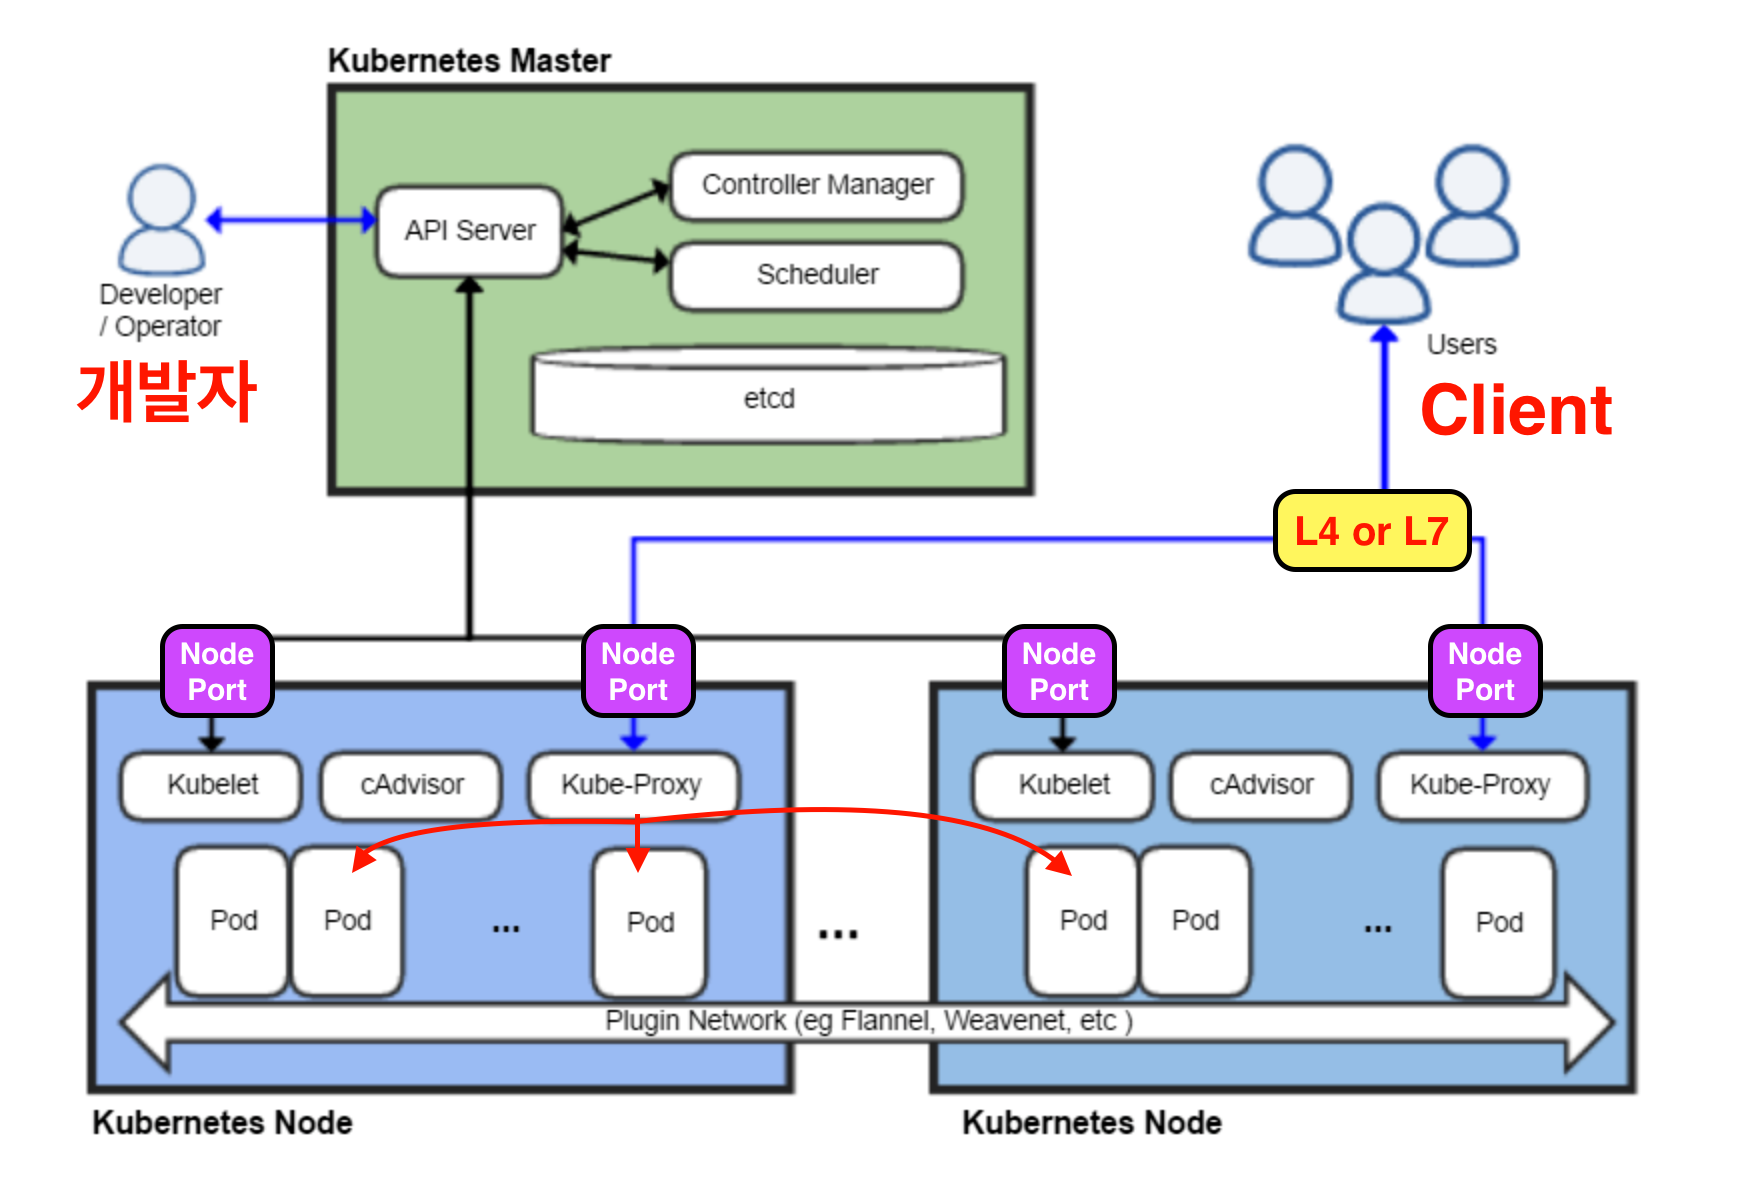 Kubernetes Master
Controller Manager
API Server
Scheduler
etcd
Developer
/ Operator
개발자
Users
Client
L4 or L7
Node
Port
Node
Port
Node
Port
Node
Port
Kubelet
cAdvisor
Kube-Proxy
Kubelet
cAdvisor
Kube-Proxy
Pod
Pod
...
Pod
...
Pod
Pod
...
Pod
Plugin Network (eg Flannel, Weavenet, etc )
Kubernetes Node
Kubernetes Node